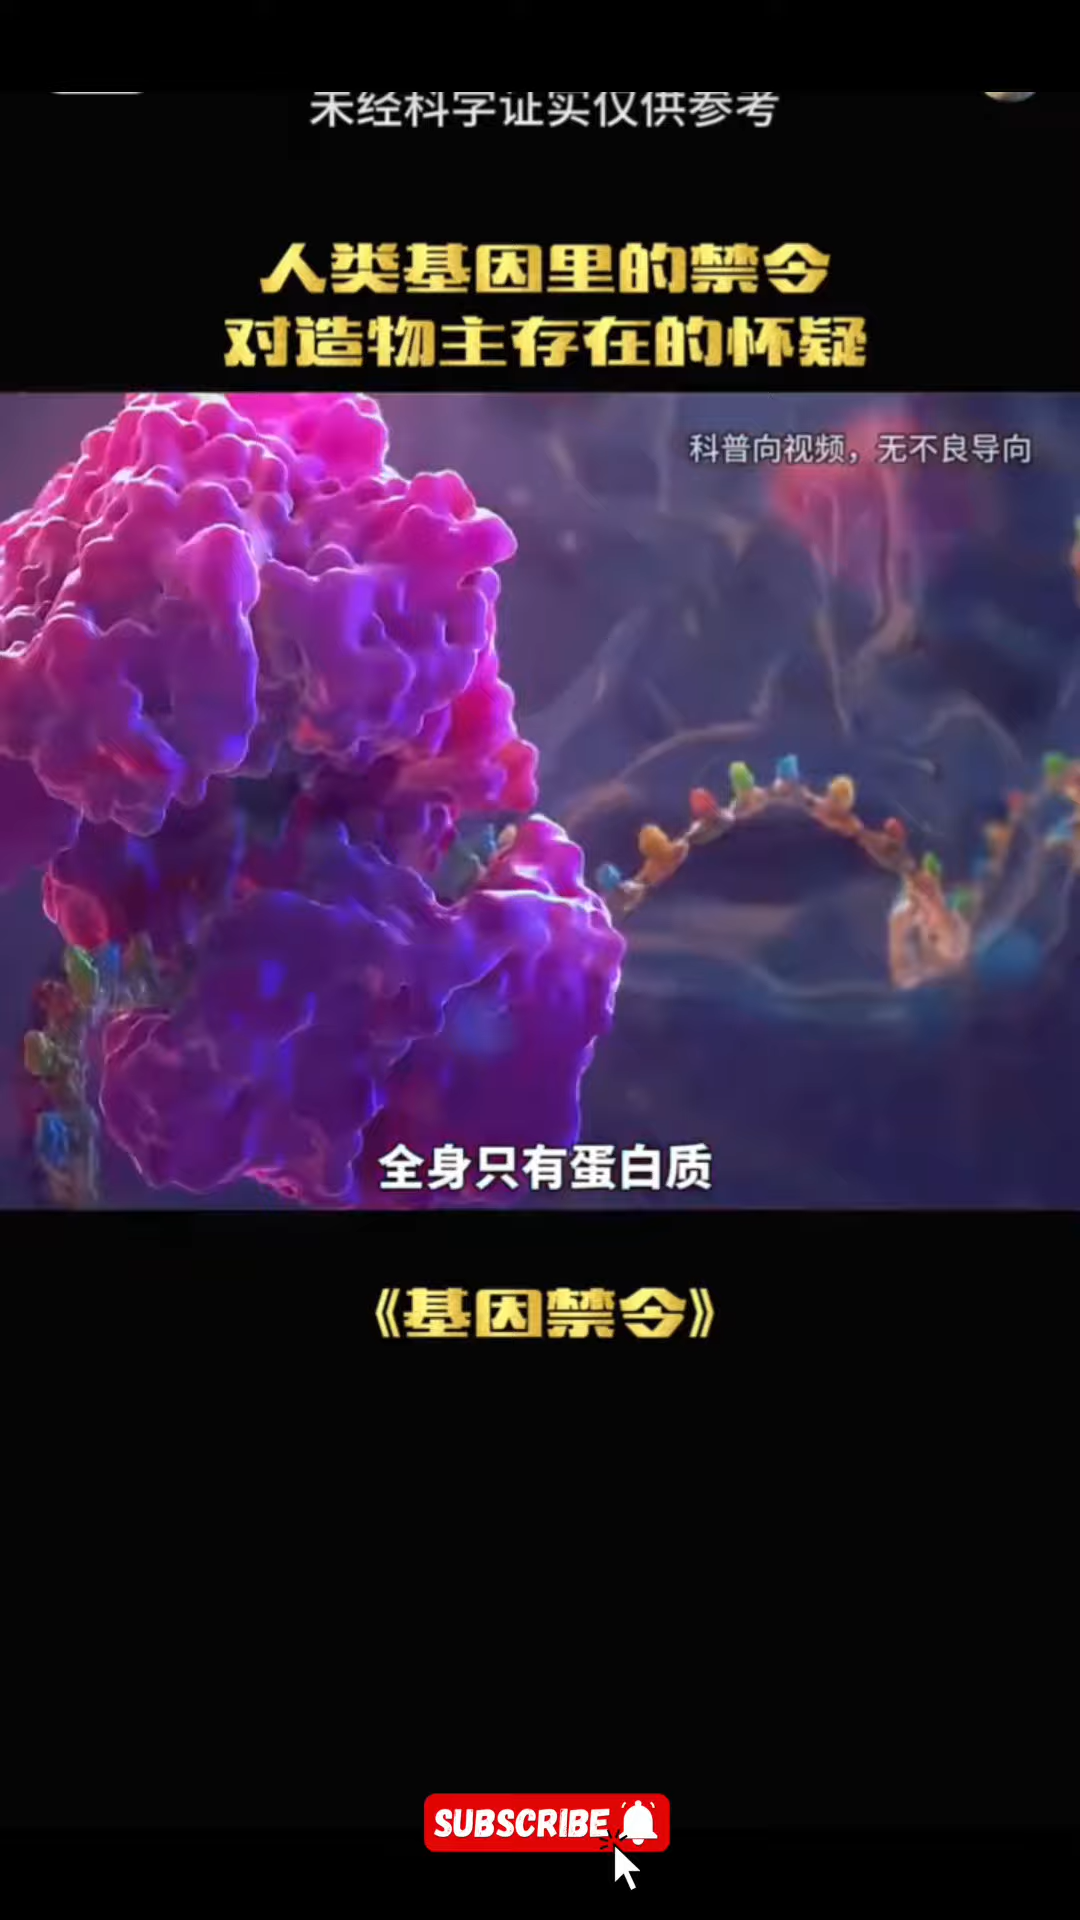 未经科学证实仅供参考
人类基因里的禁令
对造物主存在的怀疑
科普向视频，无不良导向
全身只有蛋白质
《基因禁令》
SUBSCRIBE